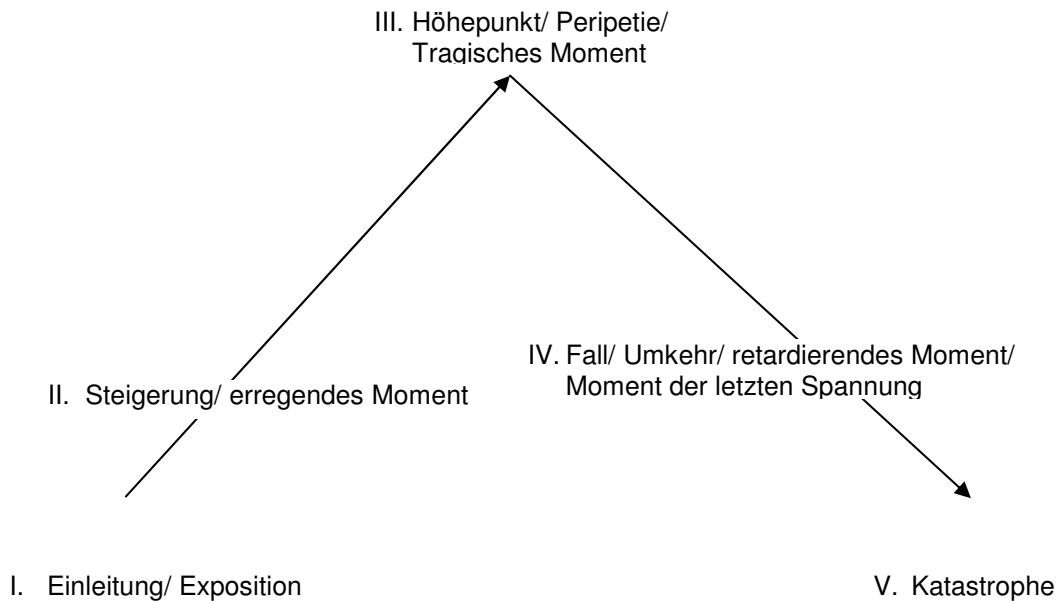 III. Höhepunkt/ Peripetie/
Tragisches Moment
IV. Fall/ Umkehr/ retardierendes Moment/
Moment der letzten Spannung
II. Steigerung/ erregendes Moment
I. Einleitung/ Exposition
V. Katastrophe